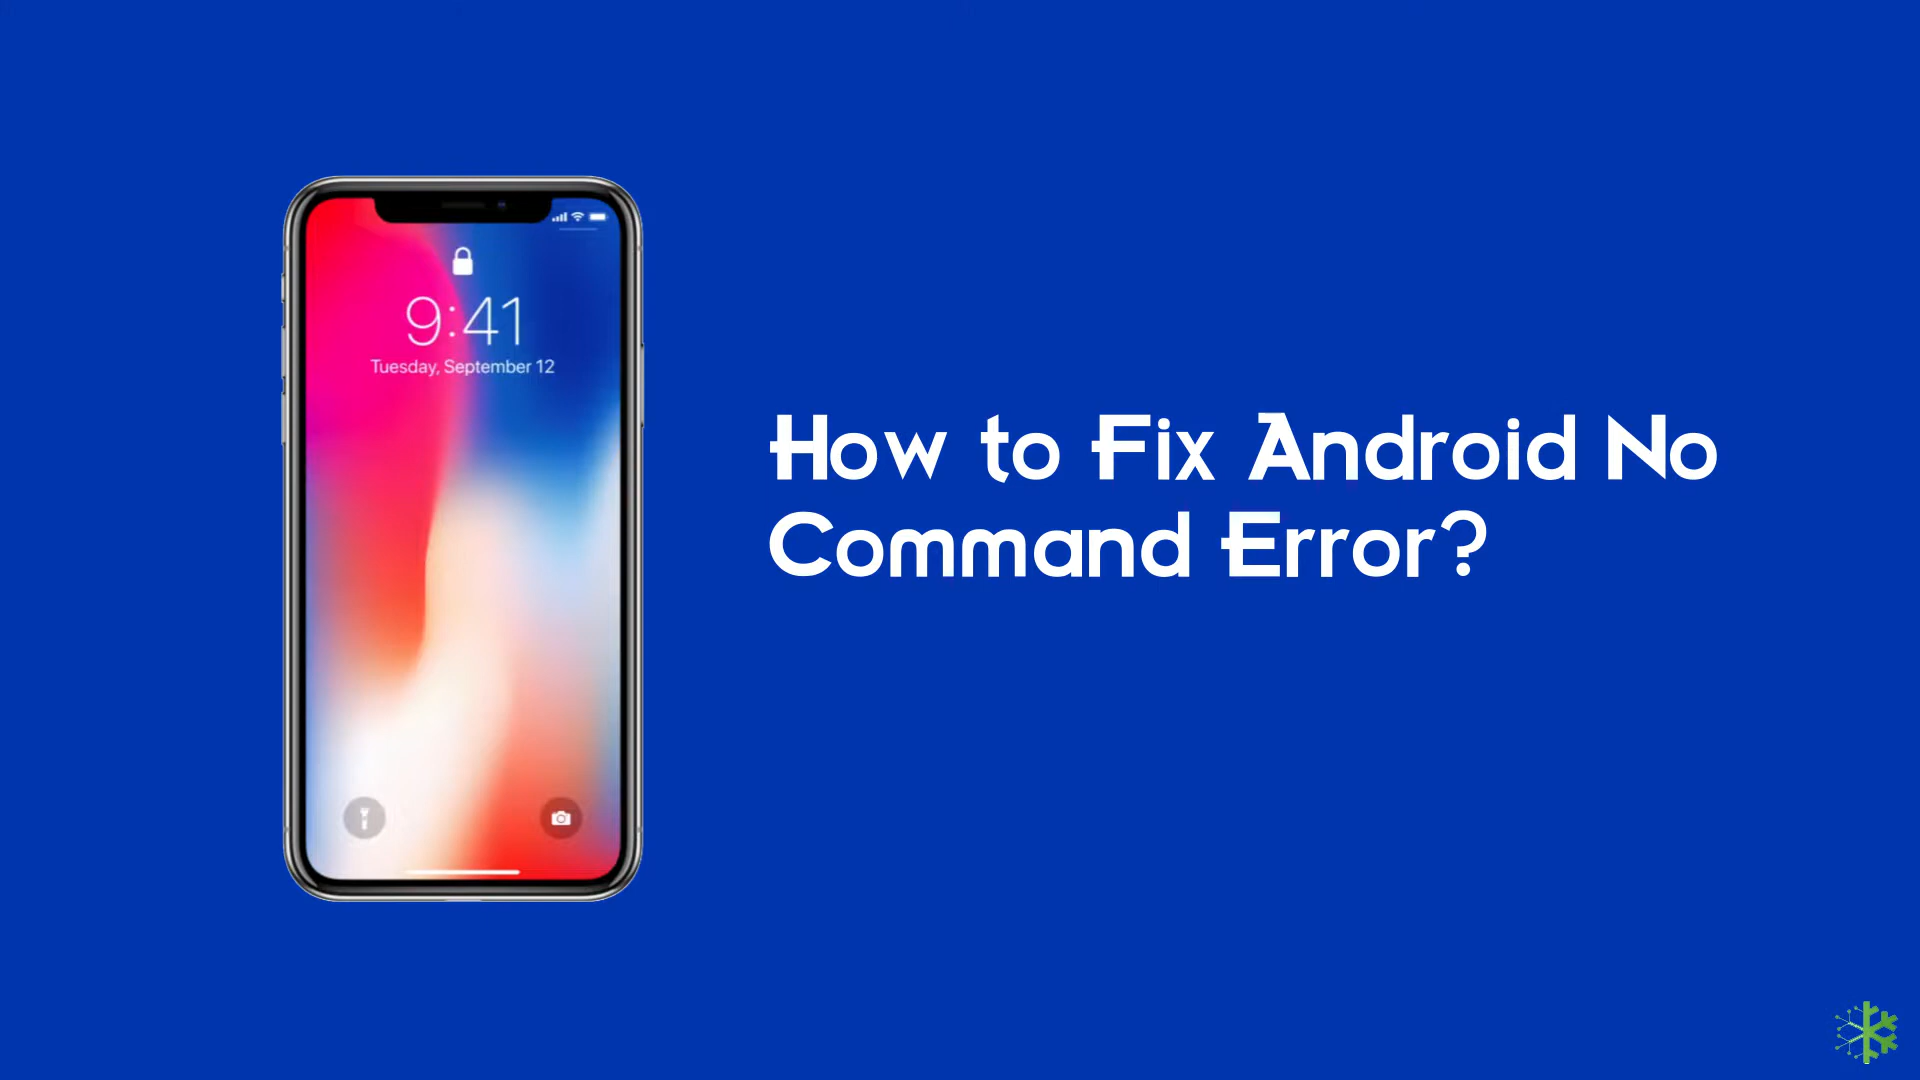 9:41
Tuesday, September 12
How to Fix Android No
Command Error?